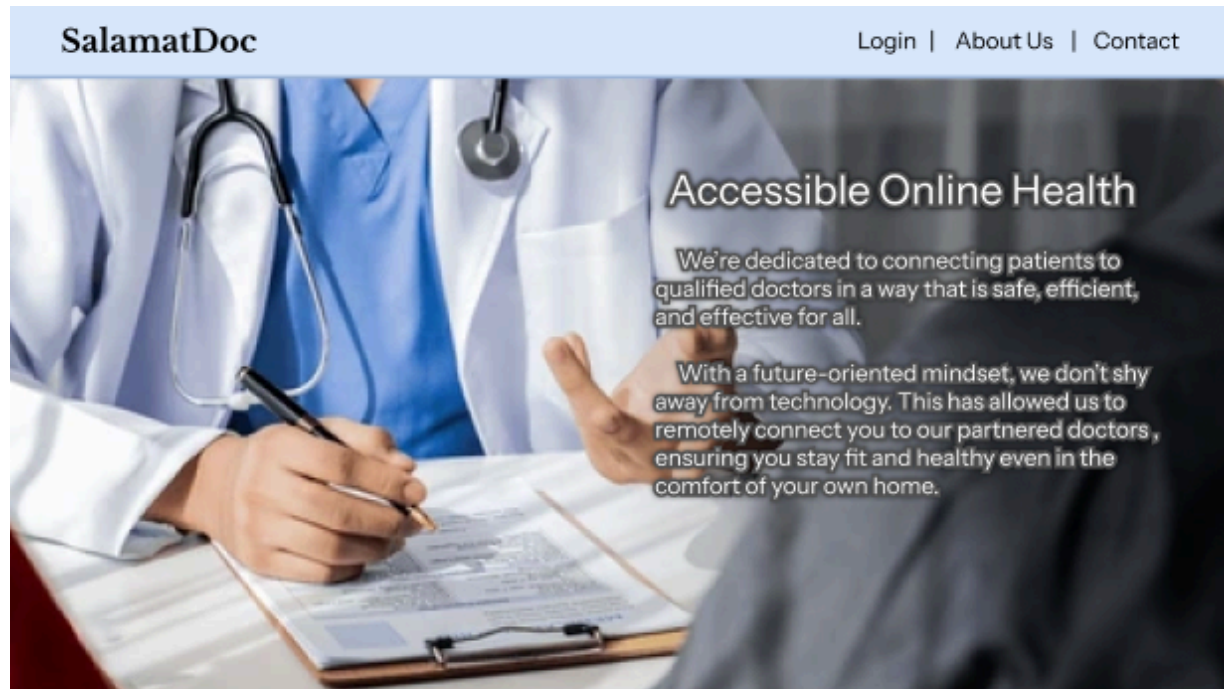 SalamatDoc
Login | About Us | Contact
Accessible Online Health
We're dedicated to connecting patients to
qualified doctors in a way that is safe, efficient,
and effective for all.
With a future-oriented mindset, we don't shy
away from technology. This has allowed us to
remotely connect you to our partnered doctors,
ensuring you stay fit and healthy even in the
comfort of your own home.